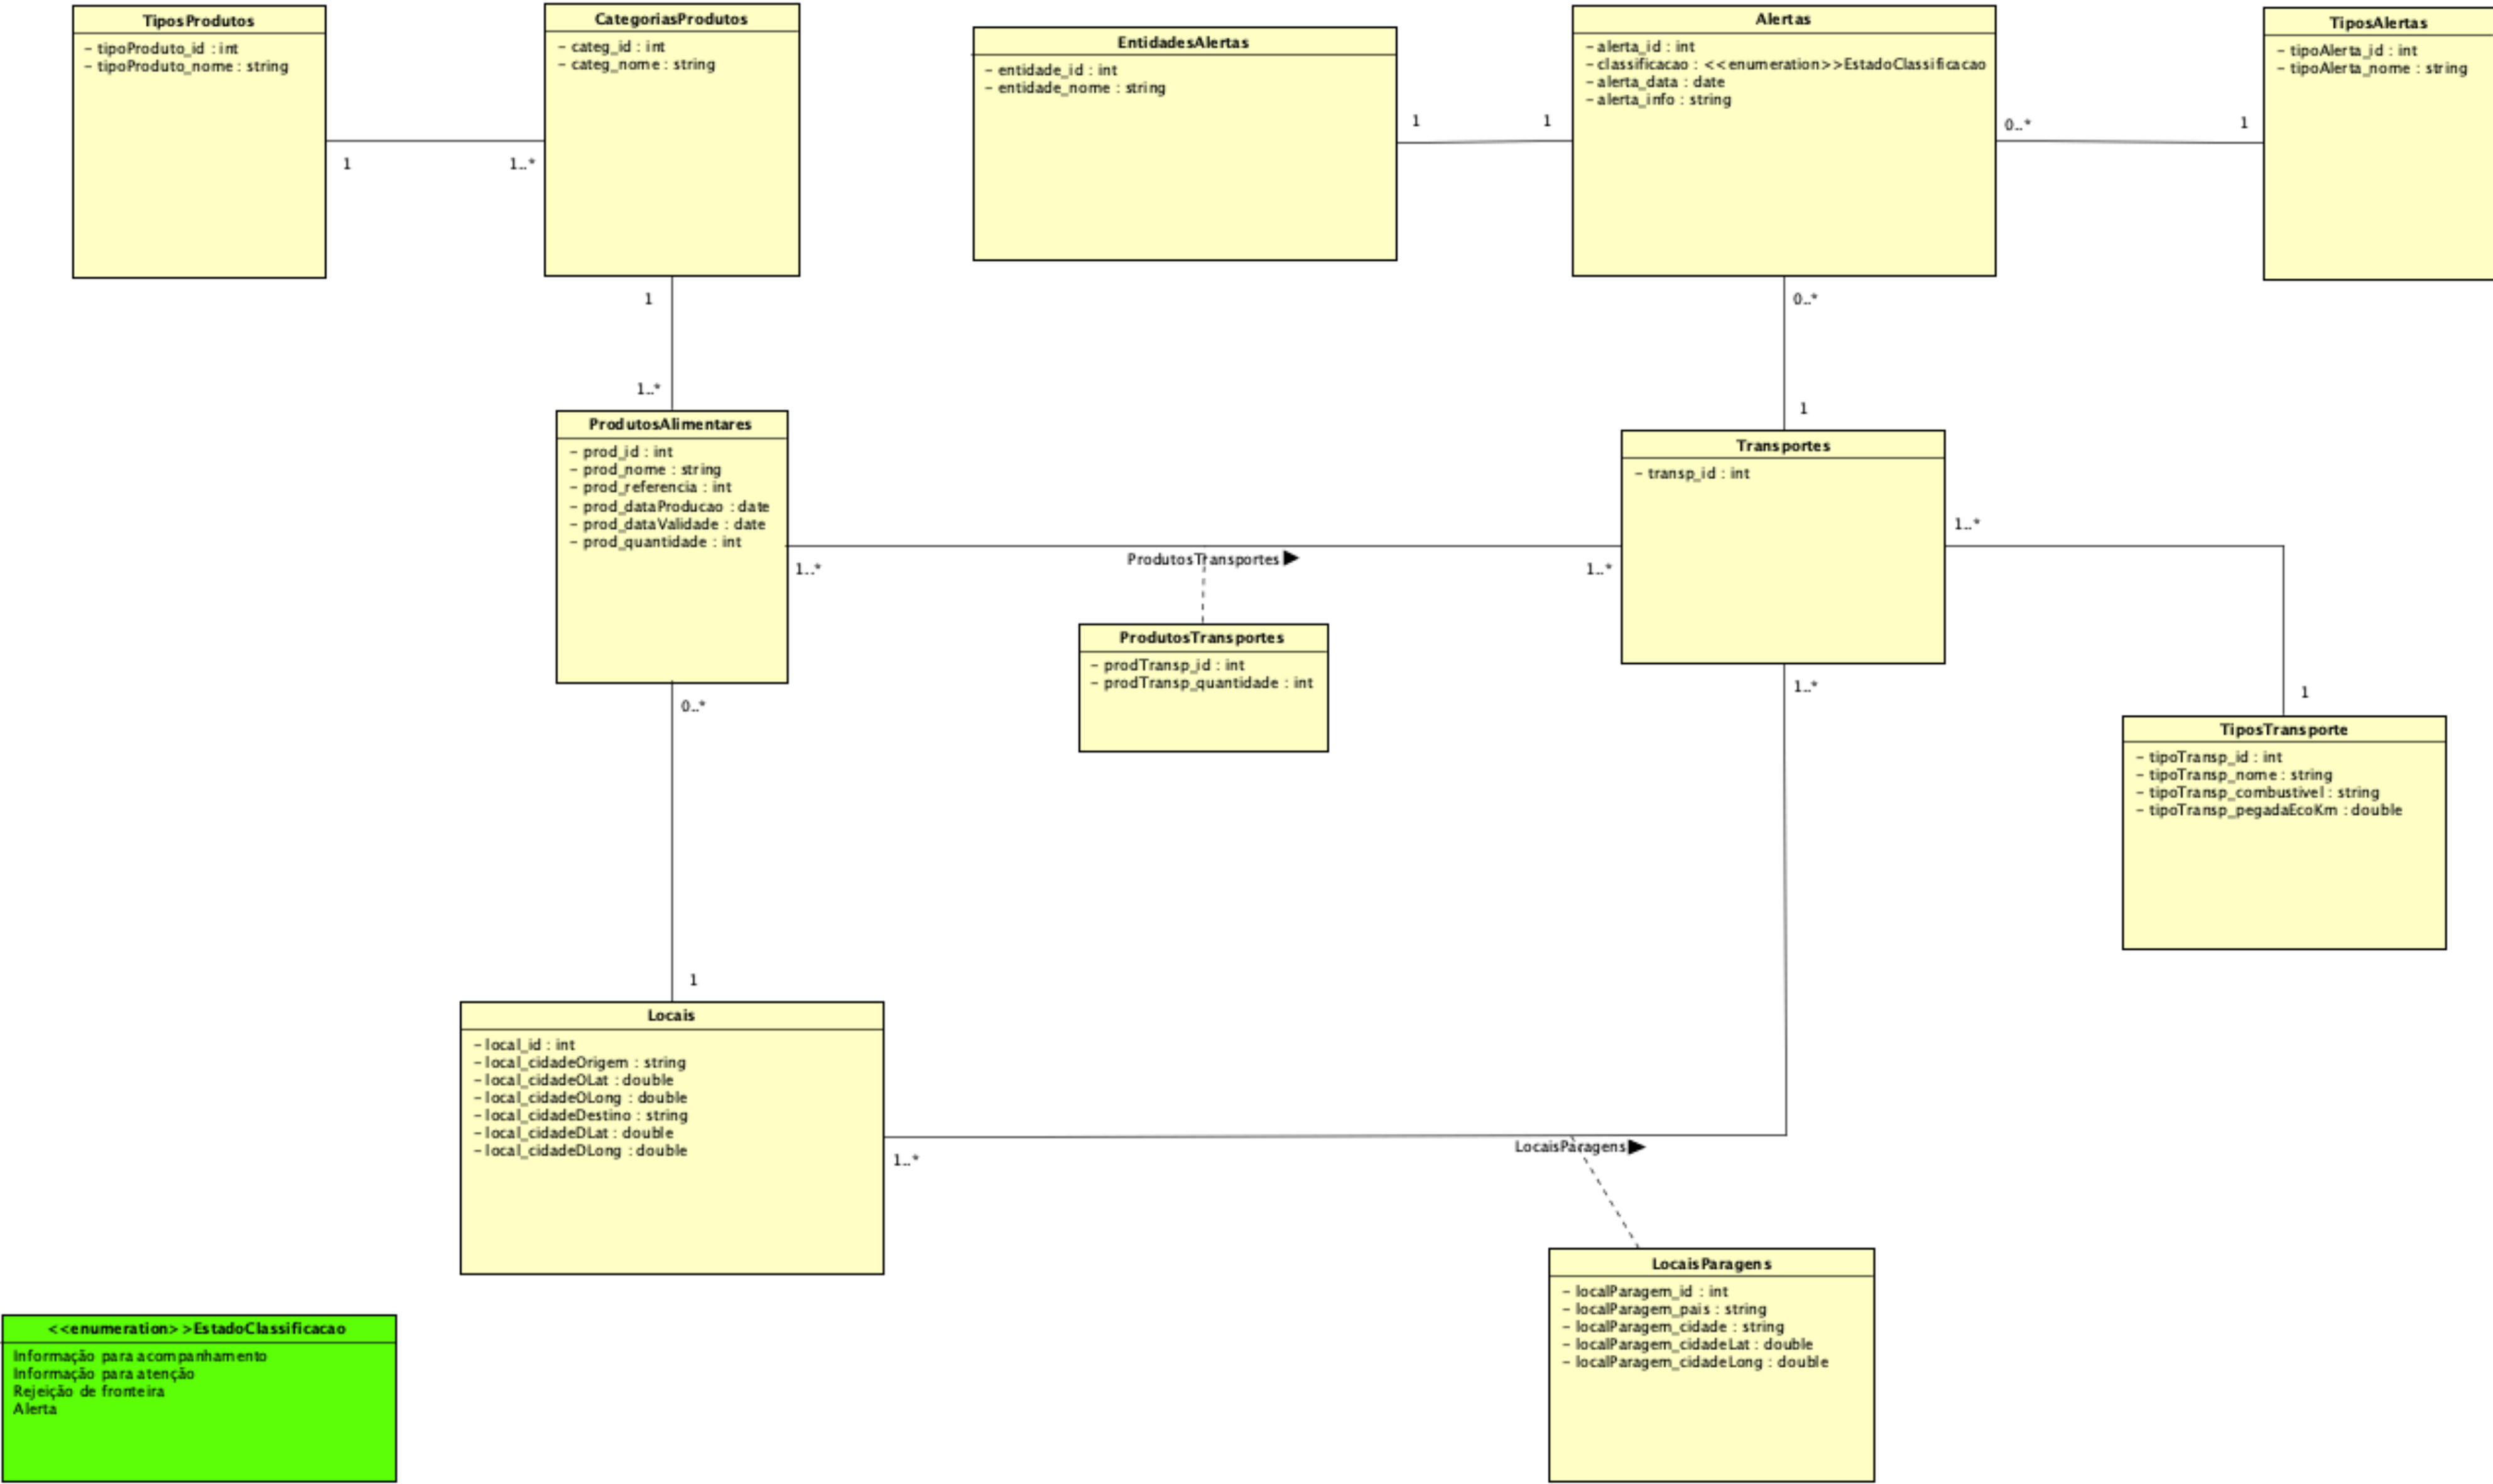 TiposProdutos
- tipoProduto_id : int
- tipoProduto_nome : string
1
1..*
CategoriasProdutos
- categ_id : int
- categ_nome : string
1
1..*
EntidadesAlertas
- entidade_id : int
- entidade_nome : string
1
1
Alertas
- alerta_id : int
- classificacao : <<enumeration>>EstadoClassificacao
- alerta_data : date
- alerta_info : string
0..*
1
TiposAlertas
- tipoAlerta_id : int
- tipoAlerta_nome : string
0..*
1
ProdutosAlimentares
- prod_id : int
- prod_nome : string
- prod_referencia : int
- prod_dataProducao : date
- prod_dataValidade : date
- prod_quantidade : int
1..*
ProdutosTransportes
1..*
Transportes
- transp_id : int
1..*
1
ProdutosTransportes
- prodTransp_id : int
- prodTransp_quantidade : int
0..*
1..*
TiposTransporte
- tipoTransp_id : int
- tipoTransp_nome : string
- tipoTransp_combustivel : string
- tipoTransp_pegadaEcoKm : double
1
Locais
- local_id : int
- local_cidadeOrigem : string
- local_cidadeOLat : double
- local_cidadeOLong : double
- local_cidadeDestino : string
- local_cidadeDLat : double
- local_cidadeDLong : double
1..*
LocaisParagens
LocaisParagens
- localParagem_id : int
- localParagem_pais : string
- localParagem_cidade : string
- localParagem_cidadeLat : double
- localParagem_cidadeLong : double
<<enumeration>>EstadoClassificacao
Informação para acompanhamento
Informação para atenção
Rejeição de fronteira
Alerta